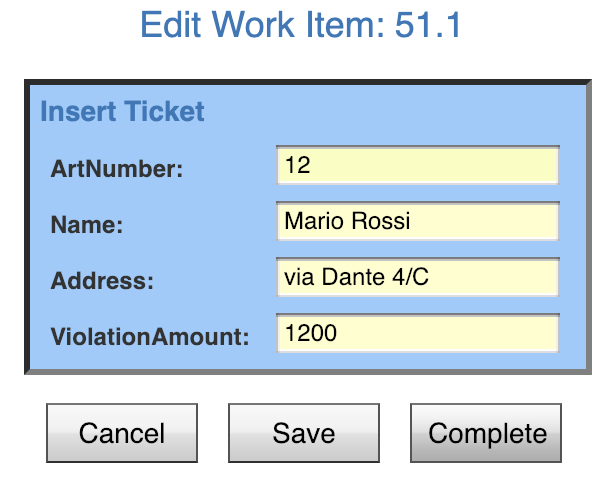 Edit Work Item: 51.1
Insert Ticket
ArtNumber: 12
Name: Mario Rossi
Address: via Dante 4/C
ViolationAmount: 1200
Cancel Save Complete